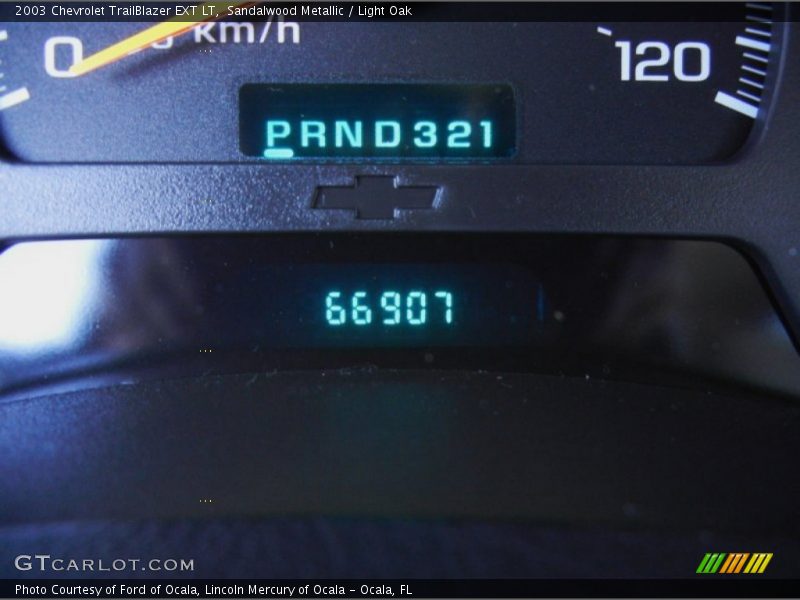 2003 Chevrolet TrailBlazer EXT LT, Sandalwood Metallic / Light Oak
0 km/h 120
PRND321
66907
GTCARLOT.COM
Photo Courtesy of Ford of Ocala, Lincoln Mercury of Ocala - Ocala, FL